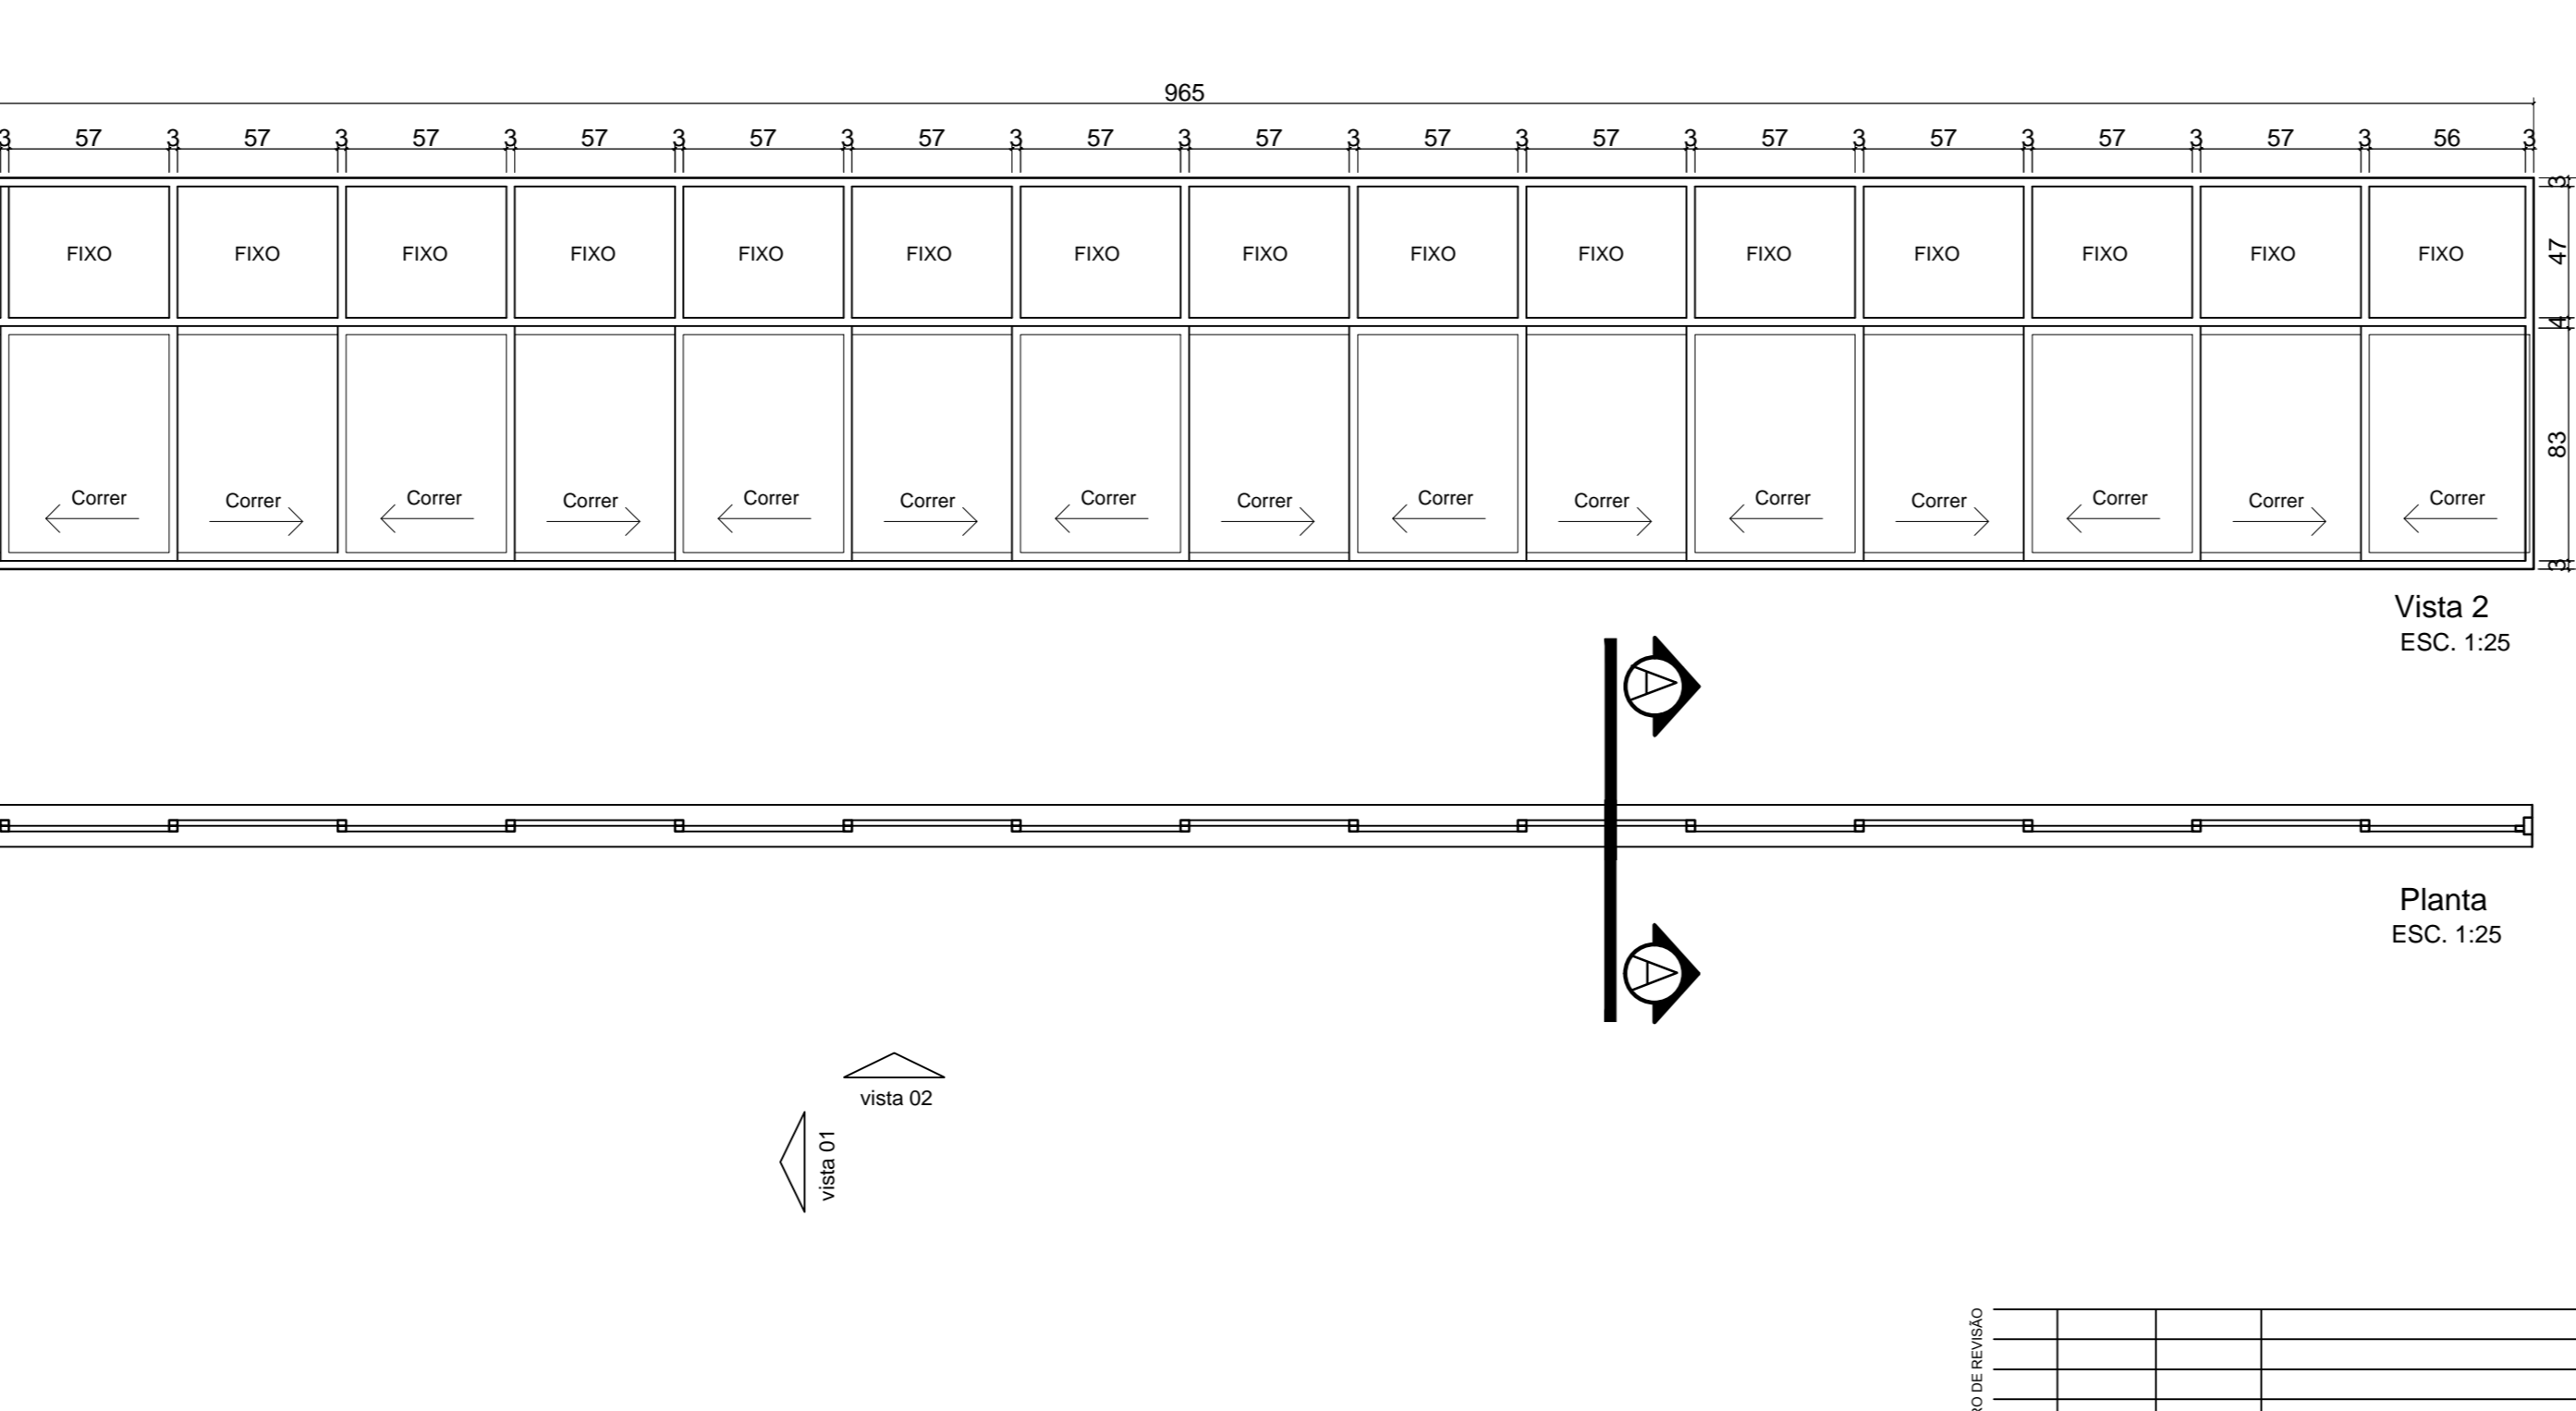 965
3 57 3 57 3 57 3 57 3 57 3 57 3 57 3 57 3 57 3 57 3 57 3 57 3 57 3 57 3 56 3
3
FIXO FIXO FIXO FIXO FIXO FIXO FIXO FIXO FIXO FIXO FIXO FIXO FIXO FIXO FIXO
47
4
83
Correr Correr Correr Correr Correr Correr Correr Correr Correr Correr Correr Correr Correr Correr Correr
3
Vista 2
ESC. 1:25
A
Planta
ESC. 1:25
A
vista 02
vista 01
RO DE REVISÃO